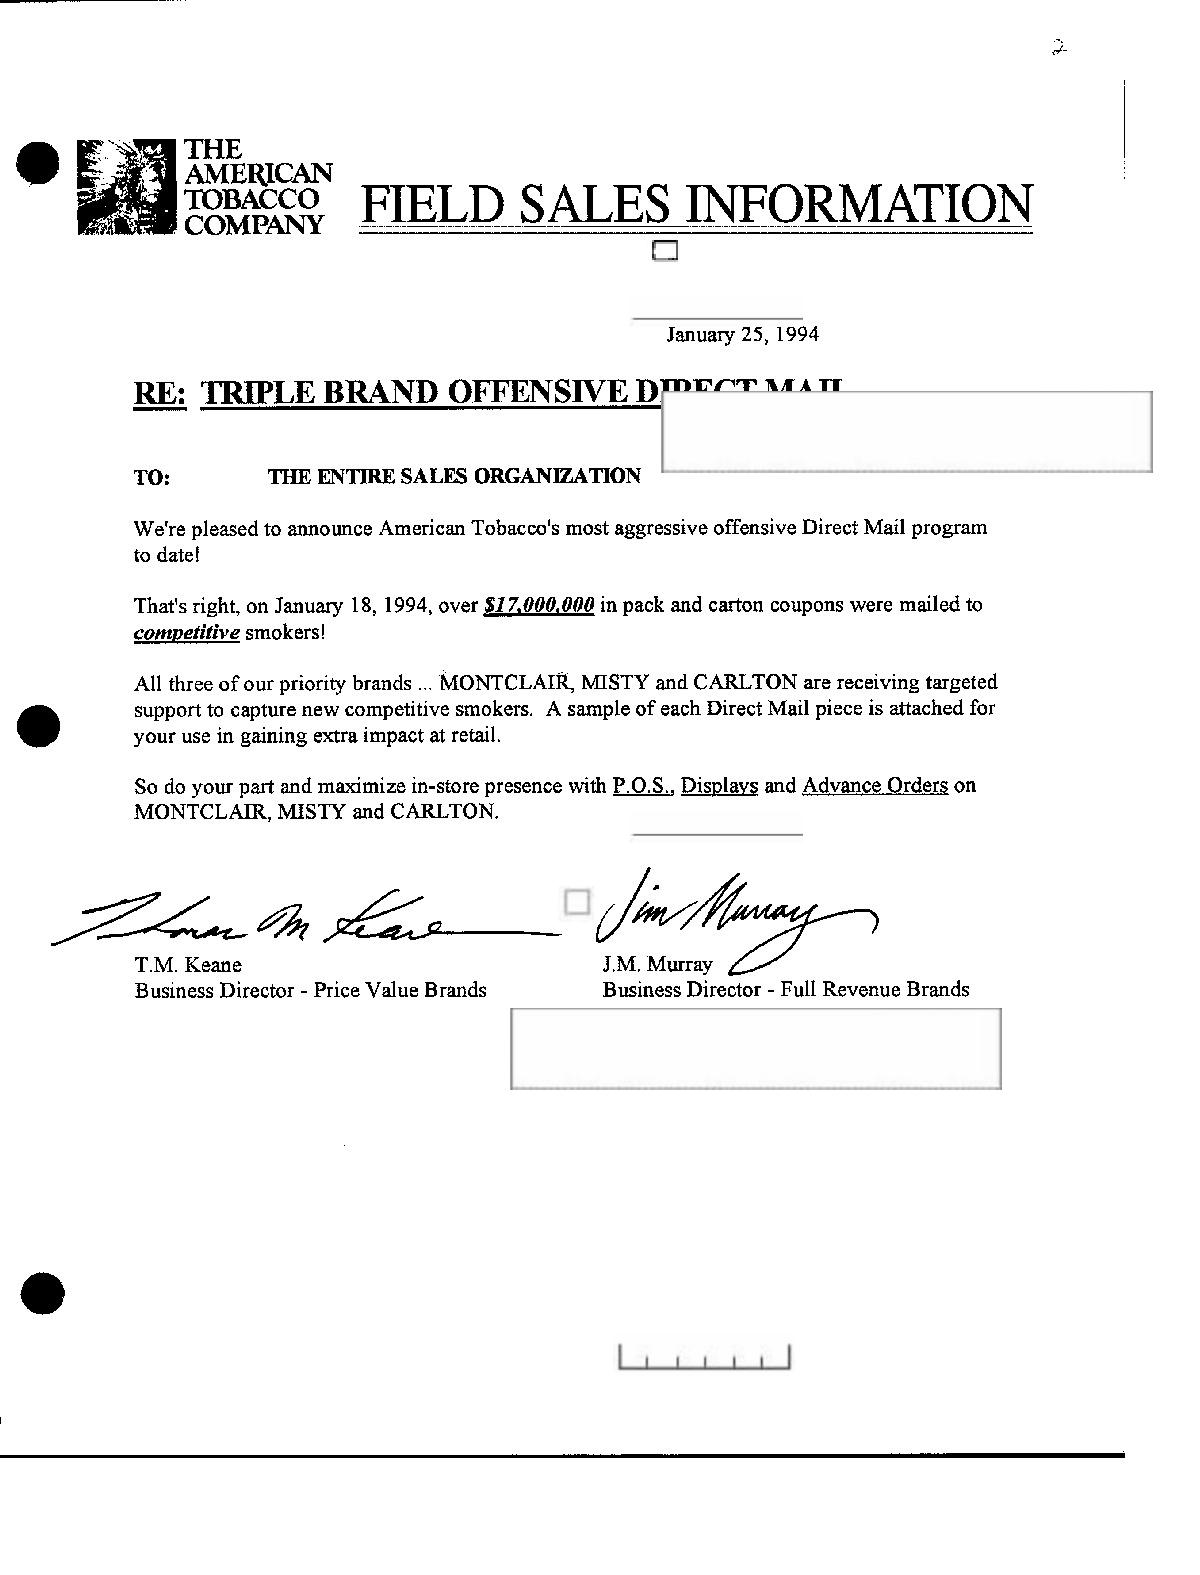 2
THE
AMERICAN
TOBACCO
COMPANY
FIELD SALES INFORMATION
January 25, 1994
RE: TRIPLE BRAND OFFENSIVE DIRECT MAIL
TO: THE ENTIRE SALES ORGANIZATION
We're pleased to announce American Tobacco's most aggressive offensive Direct Mail program
to date!
That's right, on January 18, 1994, over $17,000,000 in pack and carton coupons were mailed to
competitive smokers!
All three of our priority brands ... MONTCLAIR, MISTY and CARLTON are receiving targeted
support to capture new competitive smokers. A sample of each Direct Mail piece is attached for
your use in gaining extra impact at retail.
So do your part and maximize in-store presence with P.O.S., Displays and Advance Orders on
MONTCLAIR, MISTY and CARLTON.
Thomas M Keane Jim Murray
T.M. Keane J.M. Murray
Business Director - Price Value Brands Business Director - Full Revenue Brands